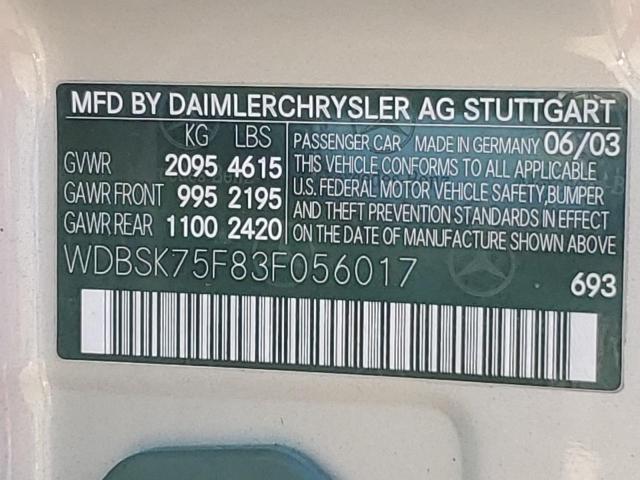 MFD BY DAIMLERCHRYSLER AG STUTTGART
KG LBS
GVWR 2095 4615
GAWR FRONT 995 2195
GAWR REAR 1100 2420
PASSENGER CAR MADE IN GERMANY 06/03
THIS VEHICLE CONFORMS TO ALL APPLICABLE
U.S. FEDERAL MOTOR VEHICLE SAFETY,BUMPER
AND THEFT PREVENTION STANDARDS IN EFFECT
ON THE DATE OF MANUFACTURE SHOWN ABOVE
WDBSK75F83F056017
693